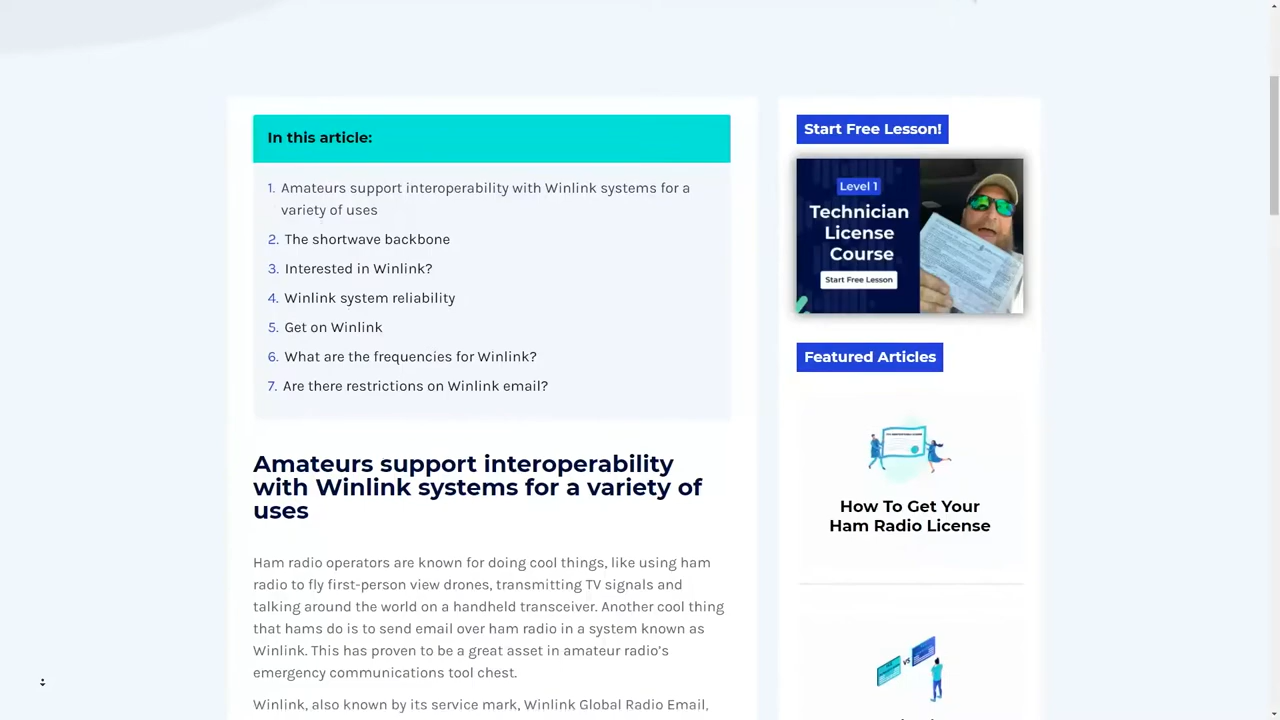 In this article:
1. Amateurs support interoperability with Winlink systems for a
variety of uses
2. The shortwave backbone
3. Interested in Winlink?
4. Winlink system reliability
5. Get on Winlink
6. What are the frequencies for Winlink?
7. Are there restrictions on Winlink email?
Amateurs support interoperability
with Winlink systems for a variety of
uses
Ham radio operators are known for doing cool things, like using ham
radio to fly first-person view drones, transmitting TV signals and
talking around the world on a handheld transceiver. Another cool thing
that hams do is to send email over ham radio in a system known as
Winlink. This has proven to be a great asset in amateur radio’s
emergency communications tool chest.
Winlink, also known by its service mark, Winlink Global Radio Email,
Start Free Lesson!
Level 1
Technician
License
Course
Start Free Lesson
Featured Articles
How To Get Your
Ham Radio License